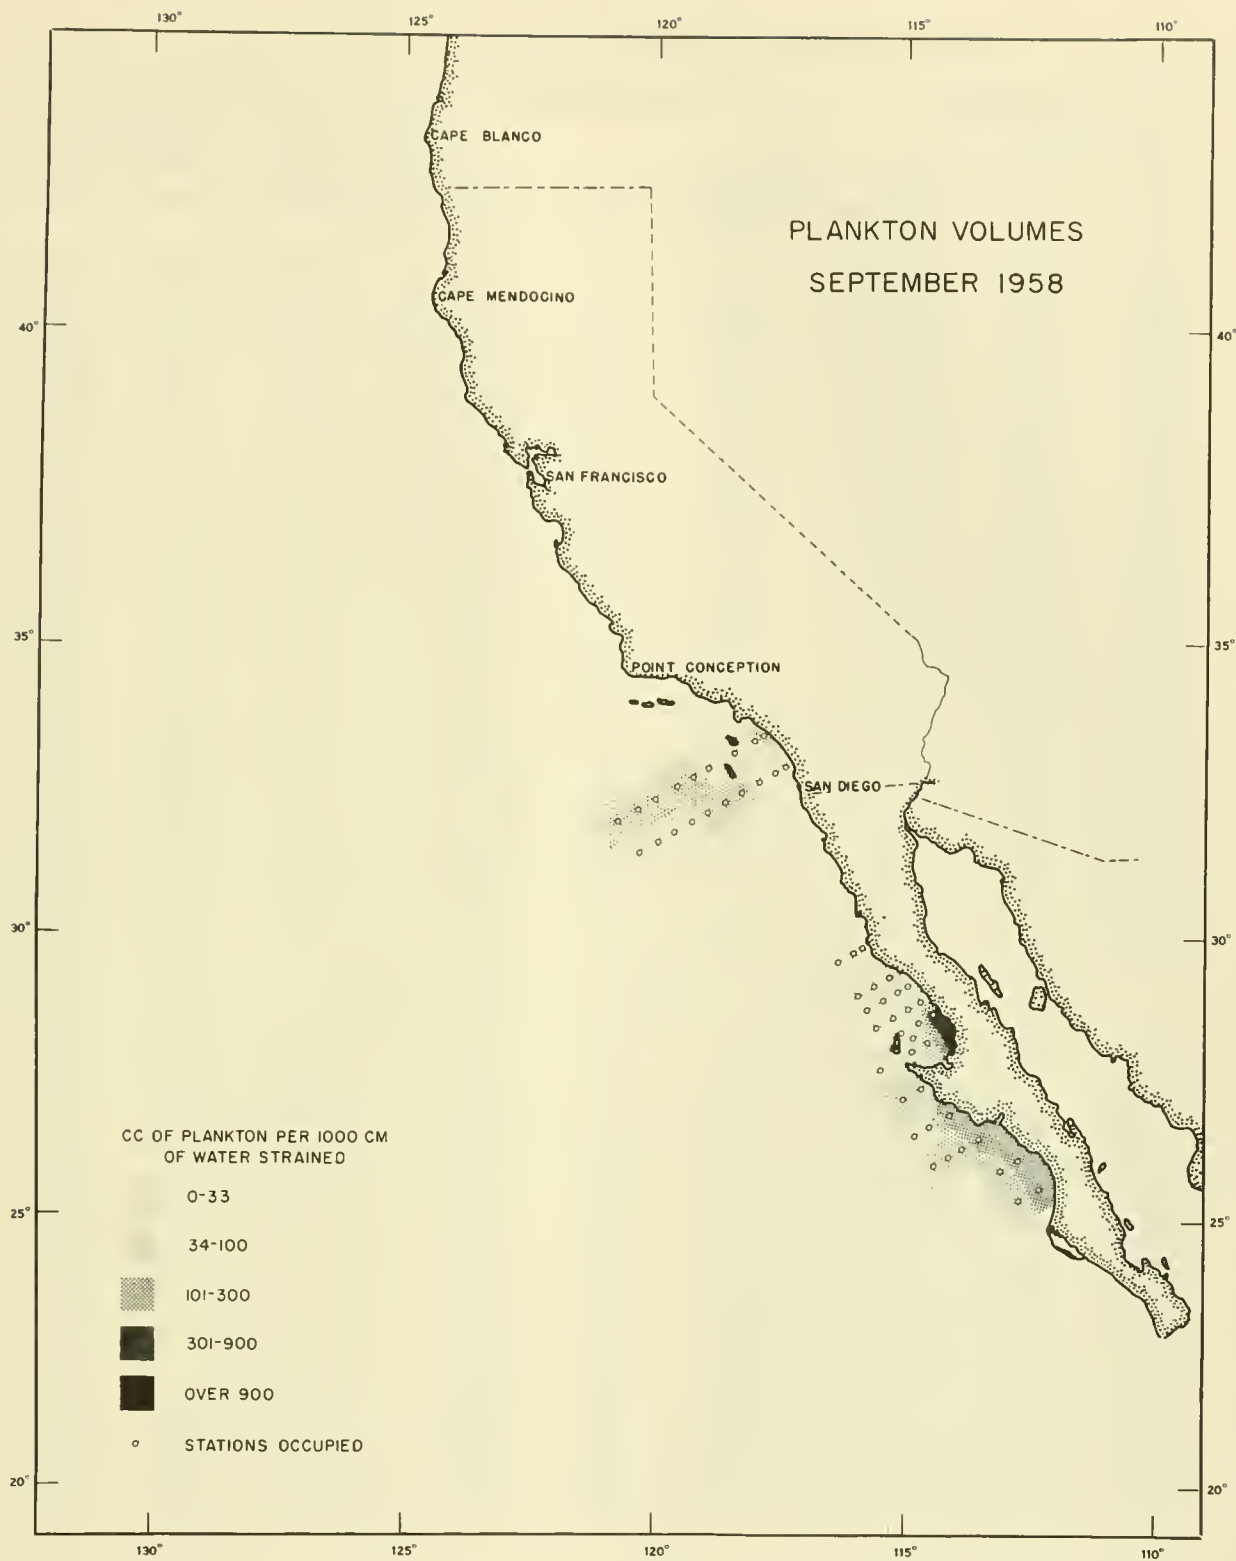 130° 125° 120° 115° 110°
CAPE BLANCO
PLANKTON VOLUMES
SEPTEMBER 1958
CAPE MENDOCINO
40° 40°
SAN FRANCISCO
35° 35°
POINT CONCEPTION
SAN DIEGO
30° 30°
CC OF PLANKTON PER 1000 CM
OF WATER STRAINED
0-33
25° 25°
34-100
101-300
301-900
OVER 900
STATIONS OCCUPIED
20° 20°
130° 125° 120° 115° 110°